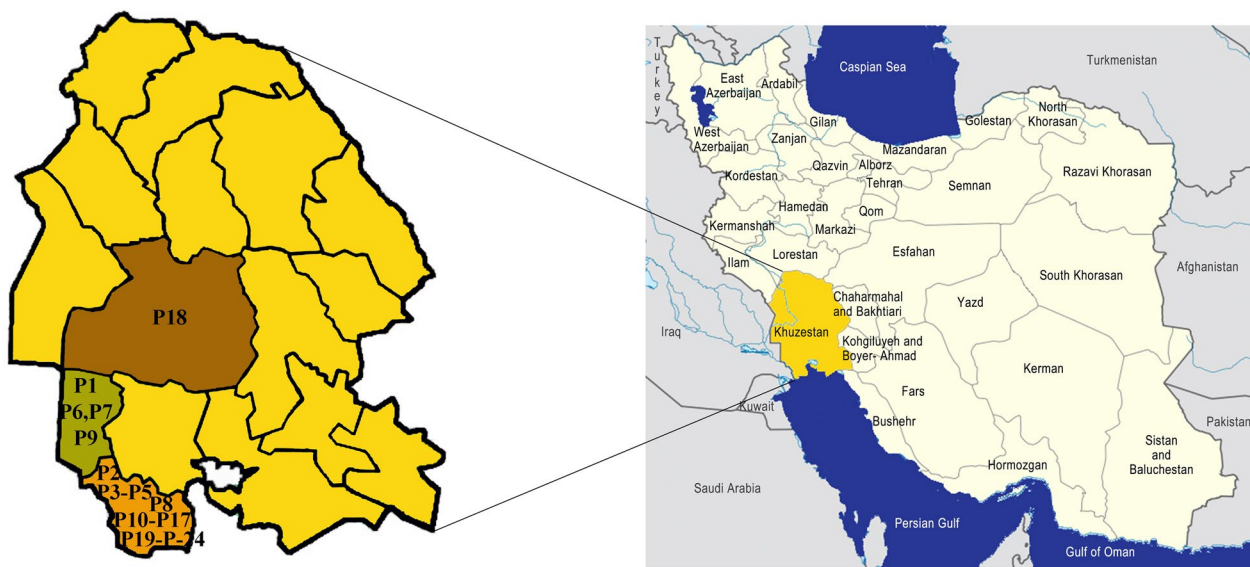 P18
P1
P6,P7
P9
P2
P3-P5
P8
P10-P17
P19-P-24
Turkey
Caspian Sea
Turkmenistan
East
Azerbaijan
Ardabil
West
Azerbaijan
Gilan
Zanjan
Golestan
North
Khorasan
Mazandaran
Kordestan
Qazvin
Alborz
Tehran
Semnan
Razavi Khorasan
Hamedan
Qom
Kermanshah
Markazi
Ilam
Lorestan
Esfahan
South Khorasan
Afghanistan
Iraq
Khuzestan
Chaharmahal
and Bakhtiari
Yazd
Kohgiluyeh and
Boyer- Ahmad
Kerman
Fars
Kuwait
Bushehr
Pakistan
Sistan
and
Baluchestan
Hormozgan
Saudi Arabia
Persian Gulf
Gulf of Oman